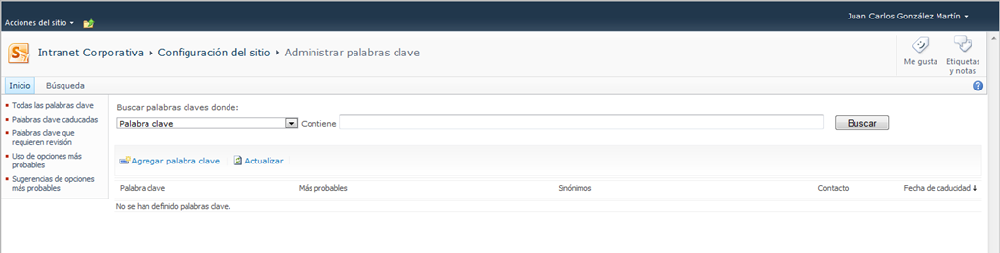 Juan Carlos González Martín
Acciones del sitio
Intranet Corporativa Configuración del sitio Administrar palabras clave
Me gusta
Etiquetas
y notas
Inicio Búsqueda
Todas las palabras clave
Palabras clave caducadas
Palabras clave que
requieren revisión
Uso de opciones más
probables
Sugerencias de opciones
más probables
Buscar palabras claves donde:
Palabra clave Contiene Buscar
Agregar palabra clave Actualizar
Palabra clave Más probables Sinónimos Contacto Fecha de caducidad
No se han definido palabras clave.